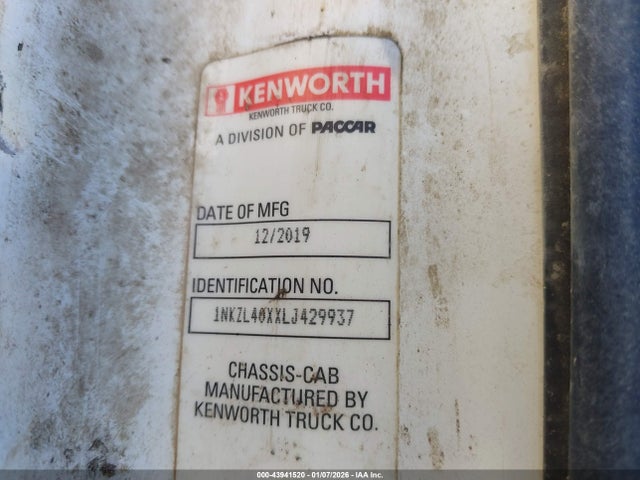 KENWORTH
KENWORTH TRUCK CO.
A DIVISION OF PACCAR
DATE OF MFG
12/2019
IDENTIFICATION NO.
1NKZL40XXLJ429937
CHASSIS-CAB
MANUFACTURED BY
KENWORTH TRUCK CO.
000-43941520 - 01/07/2026 - IAA Inc.